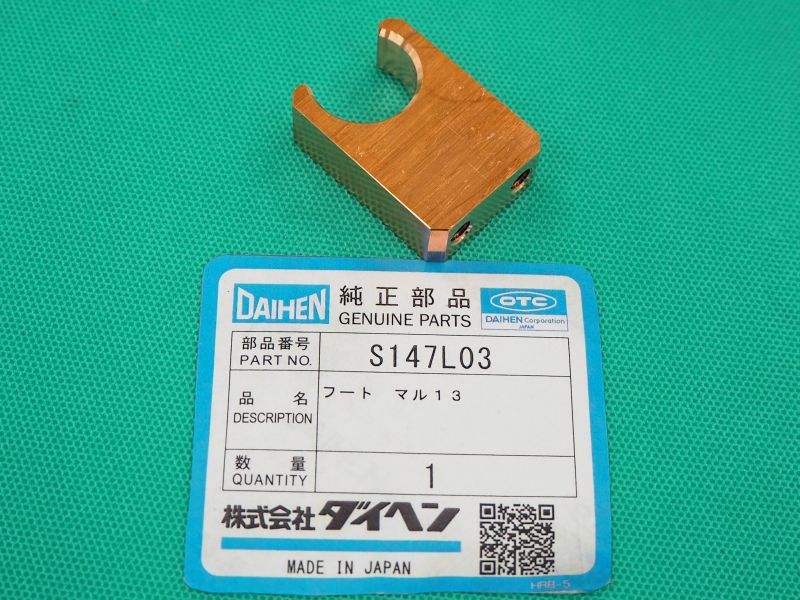 DAIHEN 純正部品 OTC
GENUINE PARTS DAIHEN Corporation
JAPAN
部品番号
PART NO. S147L03
品名 フート マル13
DESCRIPTION
数量
QUANTITY 1
株式会社ダイヘン
MADE IN JAPAN
HRB-5